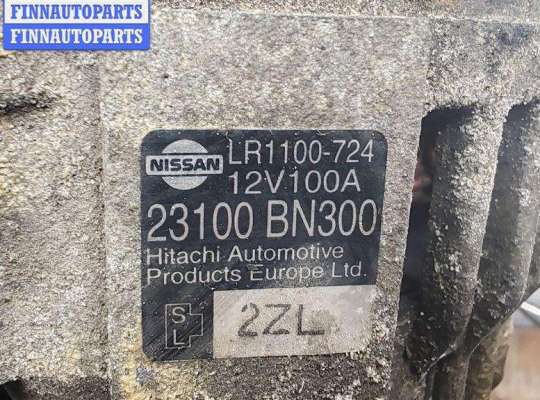 FINNAUTOPARTS
FINNAUTOPARTS
NISSAN
LR1100-724
12V100A
23100 BN300
Hitachi Automotive
Products Europe Ltd.
S
L
2ZL